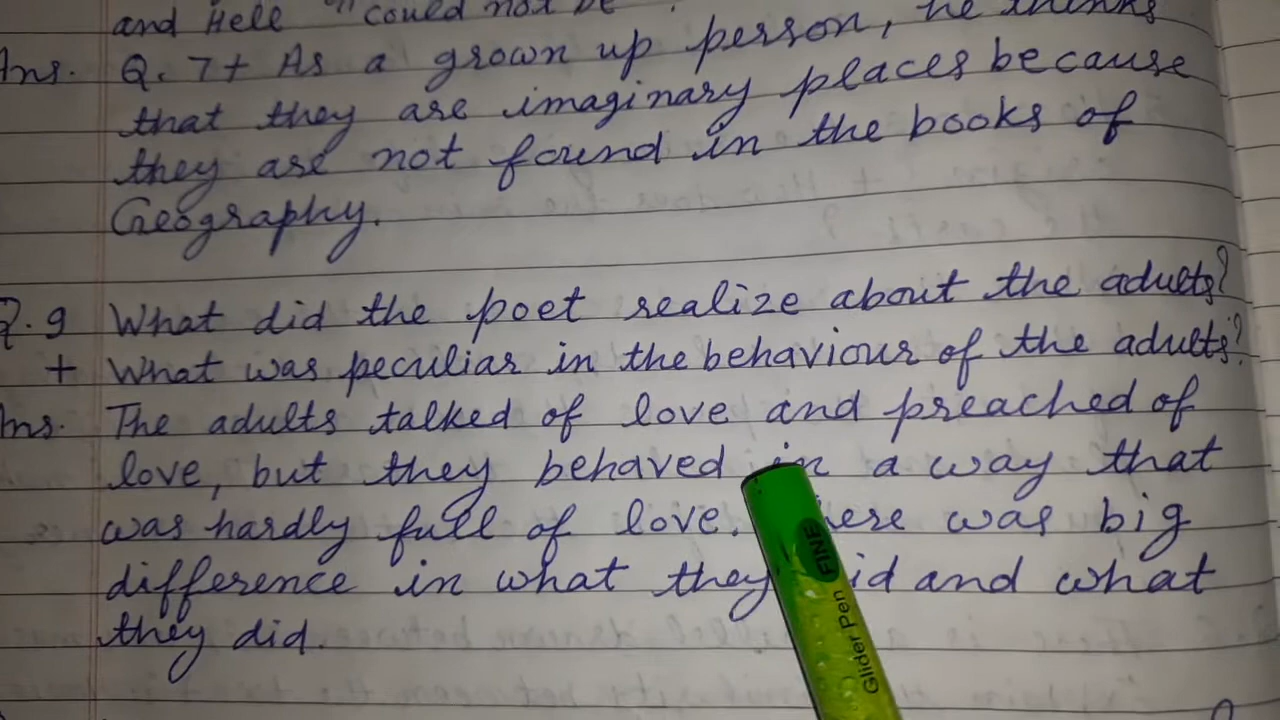 and Hell "could not be
Ans. Q. 7+ As a grown up person, he thinks
that they are imaginary places because
they are not found in the books of
Geography.
Q.9 What did the poet realize about the adults?
+ What was peculiar in the behaviour of the adults?
Ans. The adults talked of love and preached of
love, but they behaved in a way that
was hardly full of love. ere was big
difference in what they id and what
they did.
Glider Pen FINE